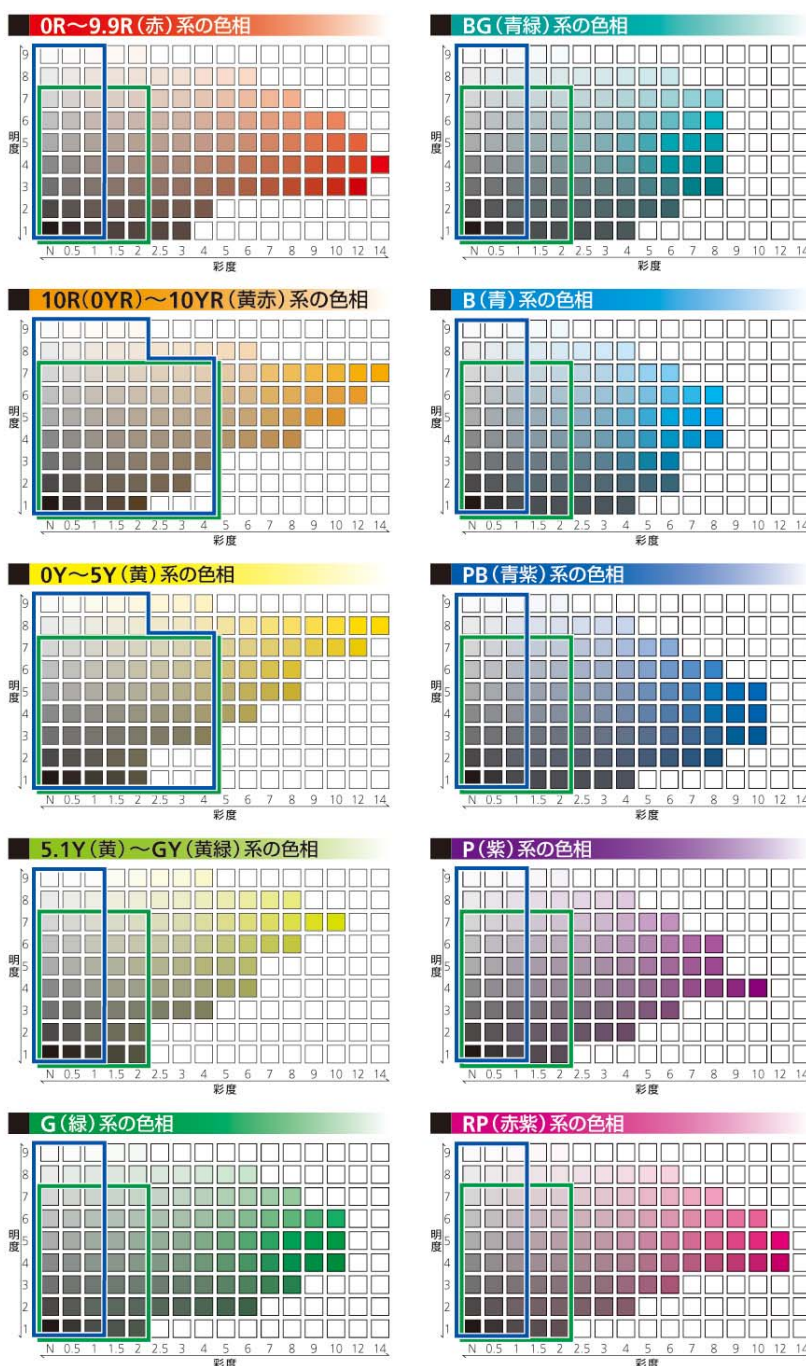 0R～9.9R(赤)系の色相
9
8
7
6
明度
5
4
3
2
1
N 0.5 1 1.5 2 2.5 3 4 5 6 7 8 9 10 12 14
彩度
10R(0YR)～10YR(黄赤)系の色相
9
8
7
6
明度
5
4
3
2
1
N 0.5 1 1.5 2 2.5 3 4 5 6 7 8 9 10 12 14
彩度
0Y～5Y(黄)系の色相
9
8
7
6
明度
5
4
3
2
1
N 0.5 1 1.5 2 2.5 3 4 5 6 7 8 9 10 12 14
彩度
5.1Y(黄)～GY(黄緑)系の色相
9
8
7
6
明度
5
4
3
2
1
N 0.5 1 1.5 2 2.5 3 4 5 6 7 8 9 10 12 14
彩度
G(緑)系の色相
9
8
7
6
明度
5
4
3
2
1
N 0.5 1 1.5 2 2.5 3 4 5 6 7 8 9 10 12 14
彩度
BG(青緑)系の色相
9
8
7
6
明度
5
4
3
2
1
N 0.5 1 1.5 2 2.5 3 4 5 6 7 8 9 10 12 14
彩度
B(青)系の色相
9
8
7
6
明度
5
4
3
2
1
N 0.5 1 1.5 2 2.5 3 4 5 6 7 8 9 10 12 14
彩度
PB(青紫)系の色相
9
8
7
6
明度
5
4
3
2
1
N 0.5 1 1.5 2 2.5 3 4 5 6 7 8 9 10 12 14
彩度
P(紫)系の色相
9
8
7
6
明度
5
4
3
2
1
N 0.5 1 1.5 2 2.5 3 4 5 6 7 8 9 10 12 14
彩度
RP(赤紫)系の色相
9
8
7
6
明度
5
4
3
2
1
N 0.5 1 1.5 2 2.5 3 4 5 6 7 8 9 10 12 14
彩度